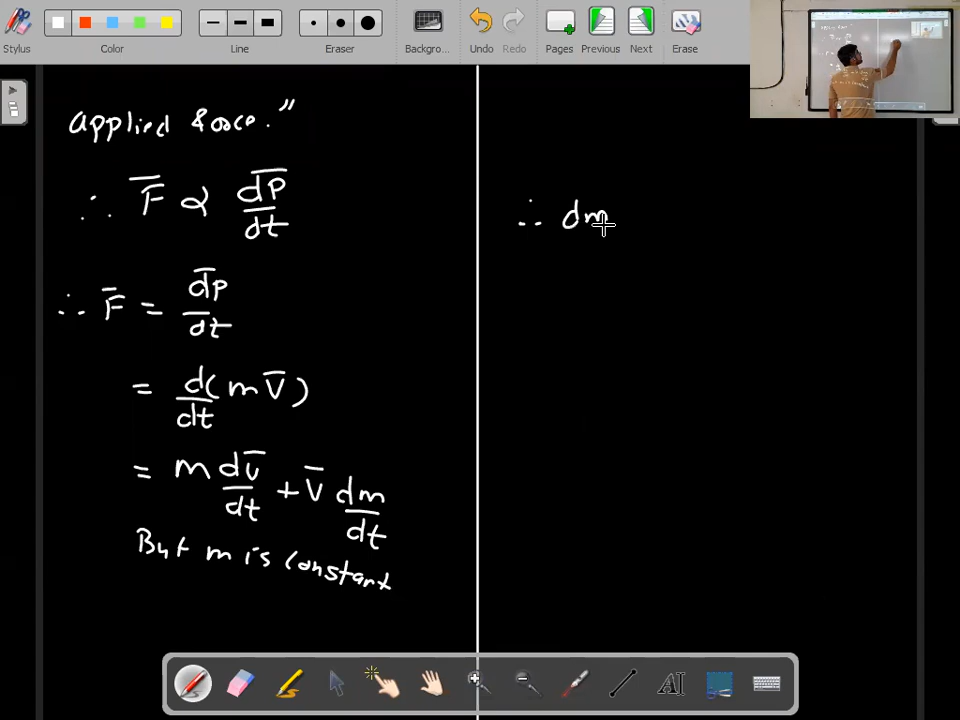 Stylus
Color
Line
Eraser
Backgro...
Undo
Redo
Pages
Previous
Next
Erase
applied force."
∴ F̅ ∝ dP̅/dt
∴ F̅ = dp̅/dt
= d(/dt m V̅)
= m dv̅/dt + V̅ dm/dt
But m is constant
∴ dm